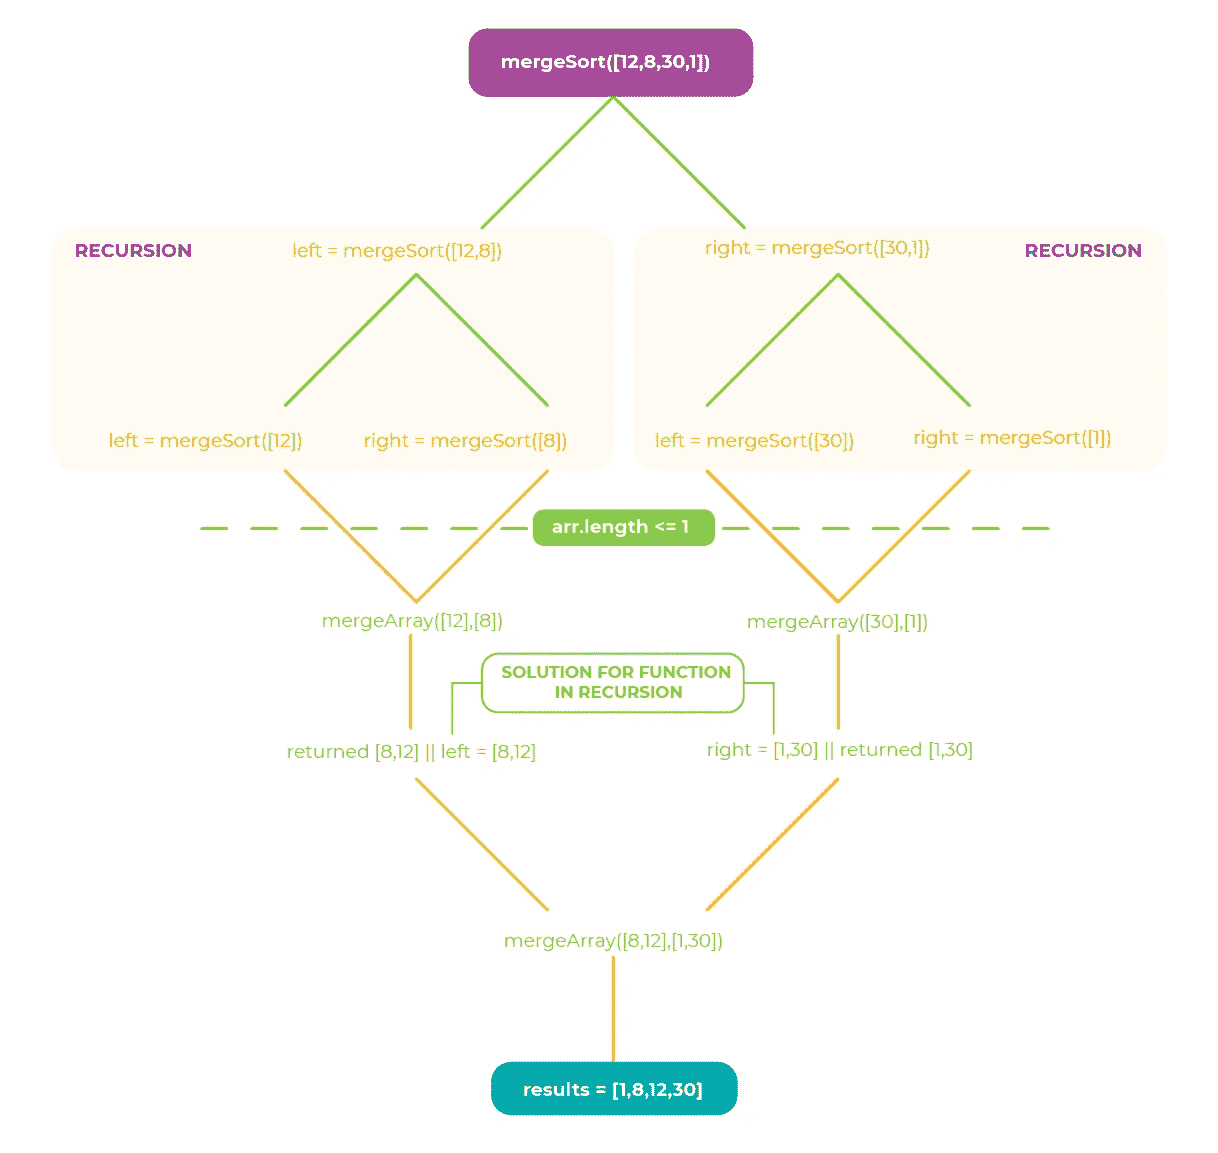 mergeSort([12,8,30,1])
RECURSION
left = mergeSort([12,8])
right = mergeSort([30,1])
RECURSION
left = mergeSort([12])
right = mergeSort([8])
left = mergeSort([30])
right = mergeSort([1])
arr.length <= 1
mergeArray([12],[8])
mergeArray([30],[1])
SOLUTION FOR FUNCTION
IN RECURSION
returned [8,12] || left = [8,12]
right = [1,30] || returned [1,30]
mergeArray([8,12],[1,30])
results = [1,8,12,30]